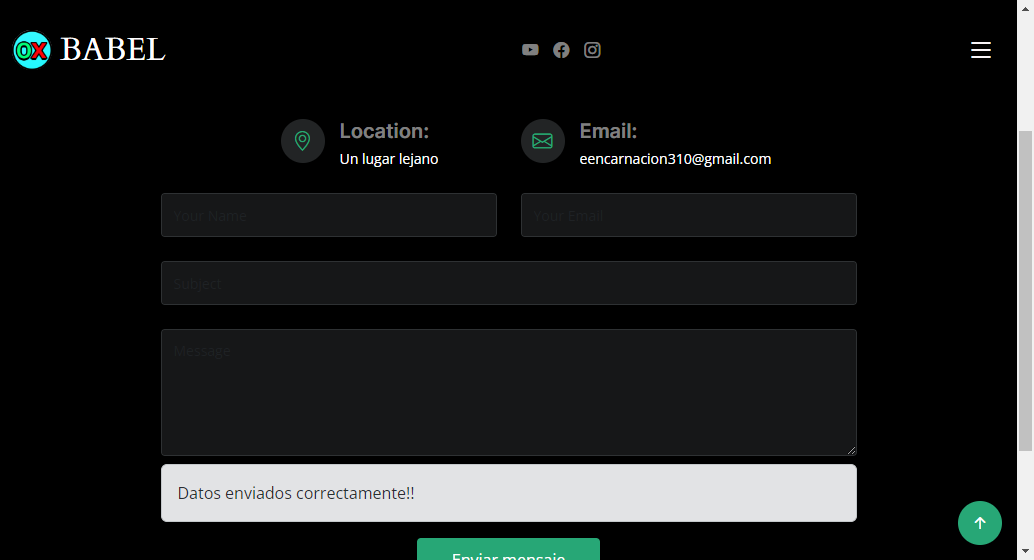 OX BABEL
Location:
Un lugar lejano
Email:
eencarnacion310@gmail.com
Your Name
Your Email
Subject
Message
Datos enviados correctamente!!
Enviar mensaje